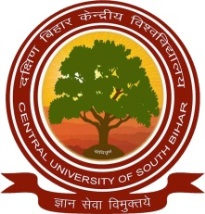 दक्षिण बिहार केन्द्रीय विश्वविद्यालय
CENTRAL UNIVERSITY OF SOUTH BIHAR
ज्ञान सेवा विमुक्तये